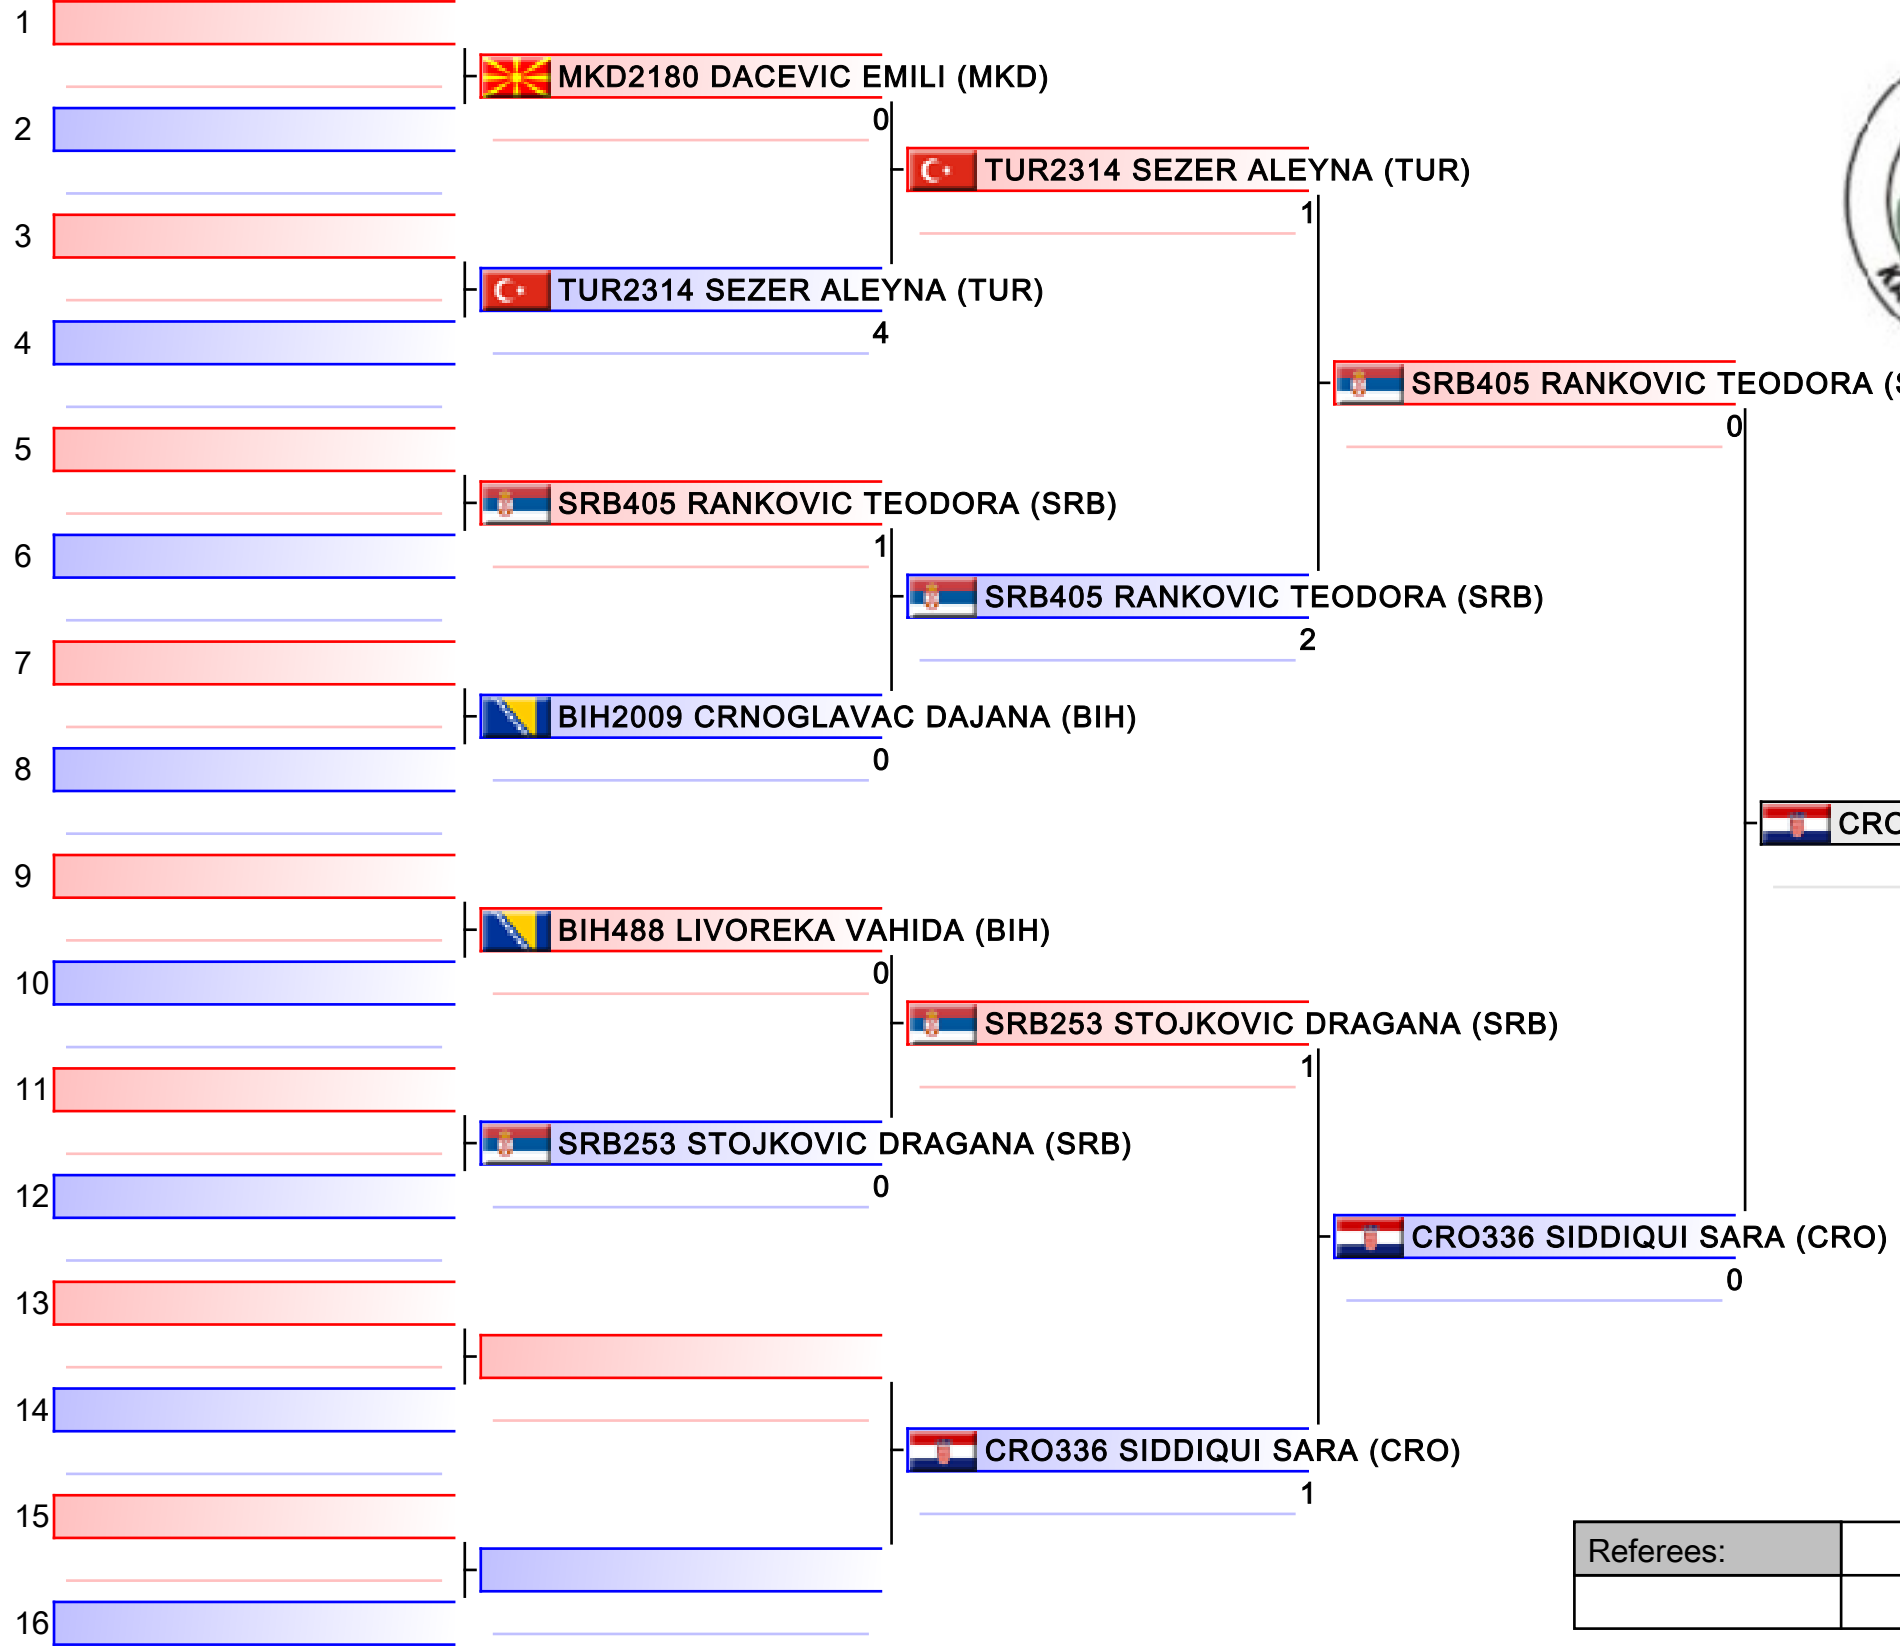 1
MKD2180 DACEVIC EMILI (MKD)
0
2
TUR2314 SEZER ALEYNA (TUR)
1
3
TUR2314 SEZER ALEYNA (TUR)
4
4
SRB405 RANKOVIC TEODORA (
0
5
SRB405 RANKOVIC TEODORA (SRB)
1
6
SRB405 RANKOVIC TEODORA (SRB)
2
7
BIH2009 CRNOGLAVAC DAJANA (BIH)
0
8
CRO
9
BIH488 LIVOREKA VAHIDA (BIH)
0
10
SRB253 STOJKOVIC DRAGANA (SRB)
1
11
SRB253 STOJKOVIC DRAGANA (SRB)
0
12
CRO336 SIDDIQUI SARA (CRO)
0
13
14
CRO336 SIDDIQUI SARA (CRO)
1
15
Referees:
16